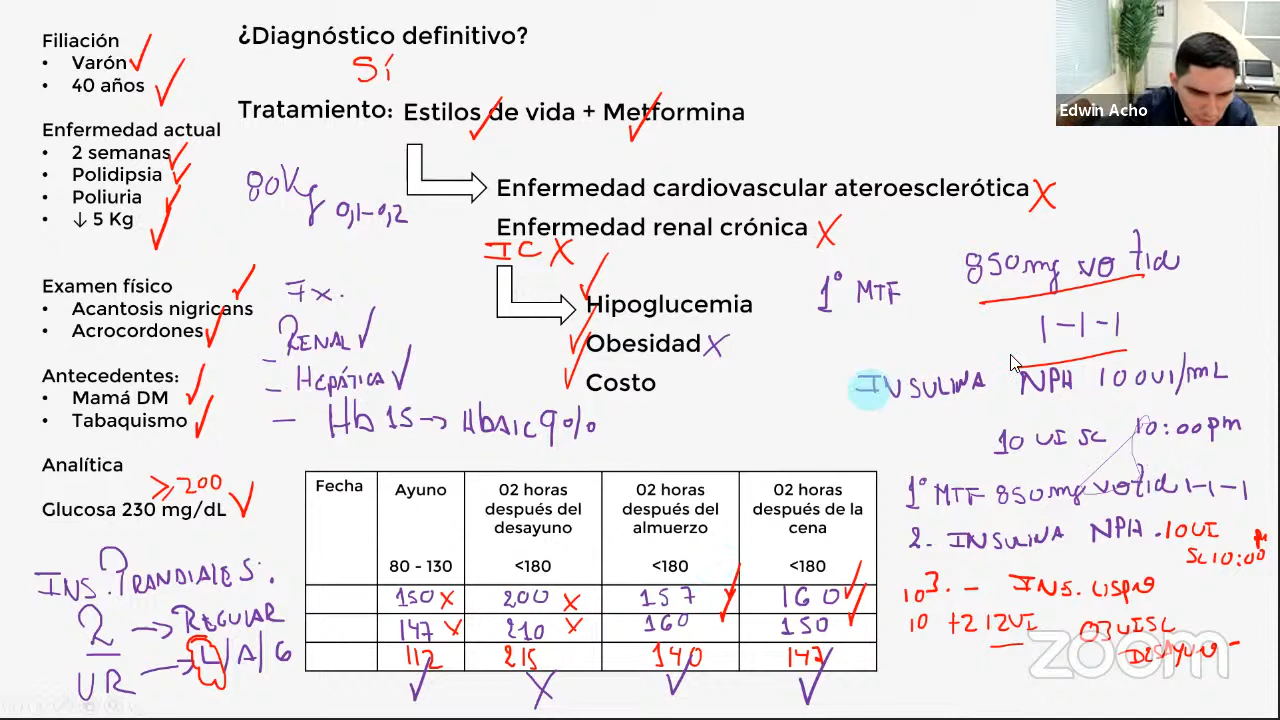 Filiación
• Varón
• 40 años
Enfermedad actual
• 2 semanas
• Polidipsia
• Poliuria
• ↓ 5 Kg
Examen físico
• Acantosis nigricans
• Acrocordones
Antecedentes:
• Mamá DM
• Tabaquismo
Analítica
≥200
Glucosa 230 mg/dL
INS. PRANDIALES.
2 → REGULAR
UR → L/A/G
¿Diagnóstico definitivo?
Sí
Tratamiento: Estilos de vida + Metformina
80Kg 0,1-0,2
Enfermedad cardiovascular ateroesclerótica X
Enfermedad renal crónica X
IC X
Hipoglucemia
Obesidad X
Costo
Fx.
- RENAL
- HEPÁTICA
- Hb 15 → HbA1C 9%
Fecha Ayuno 02 horas después del desayuno 02 horas después del almuerzo 02 horas después de la cena
80 - 130 <180 <180 <180
150 X 200 X 157 160
147 X 210 X 160 150
112 215 140 147
X
Edwin Acho
1° MTF 850mg vo tid
1-1-1
INSULINA NPH 100UI/mL
10 UI SC 10:00pm
1° MTF 850mg vo tid 1-1-1
2. INSULINA NPH. 10UI
SC 10:00
3. - INS. LISPRO
10
10 +2 12UI 03 UI SC
DESAYUNO -
zoom